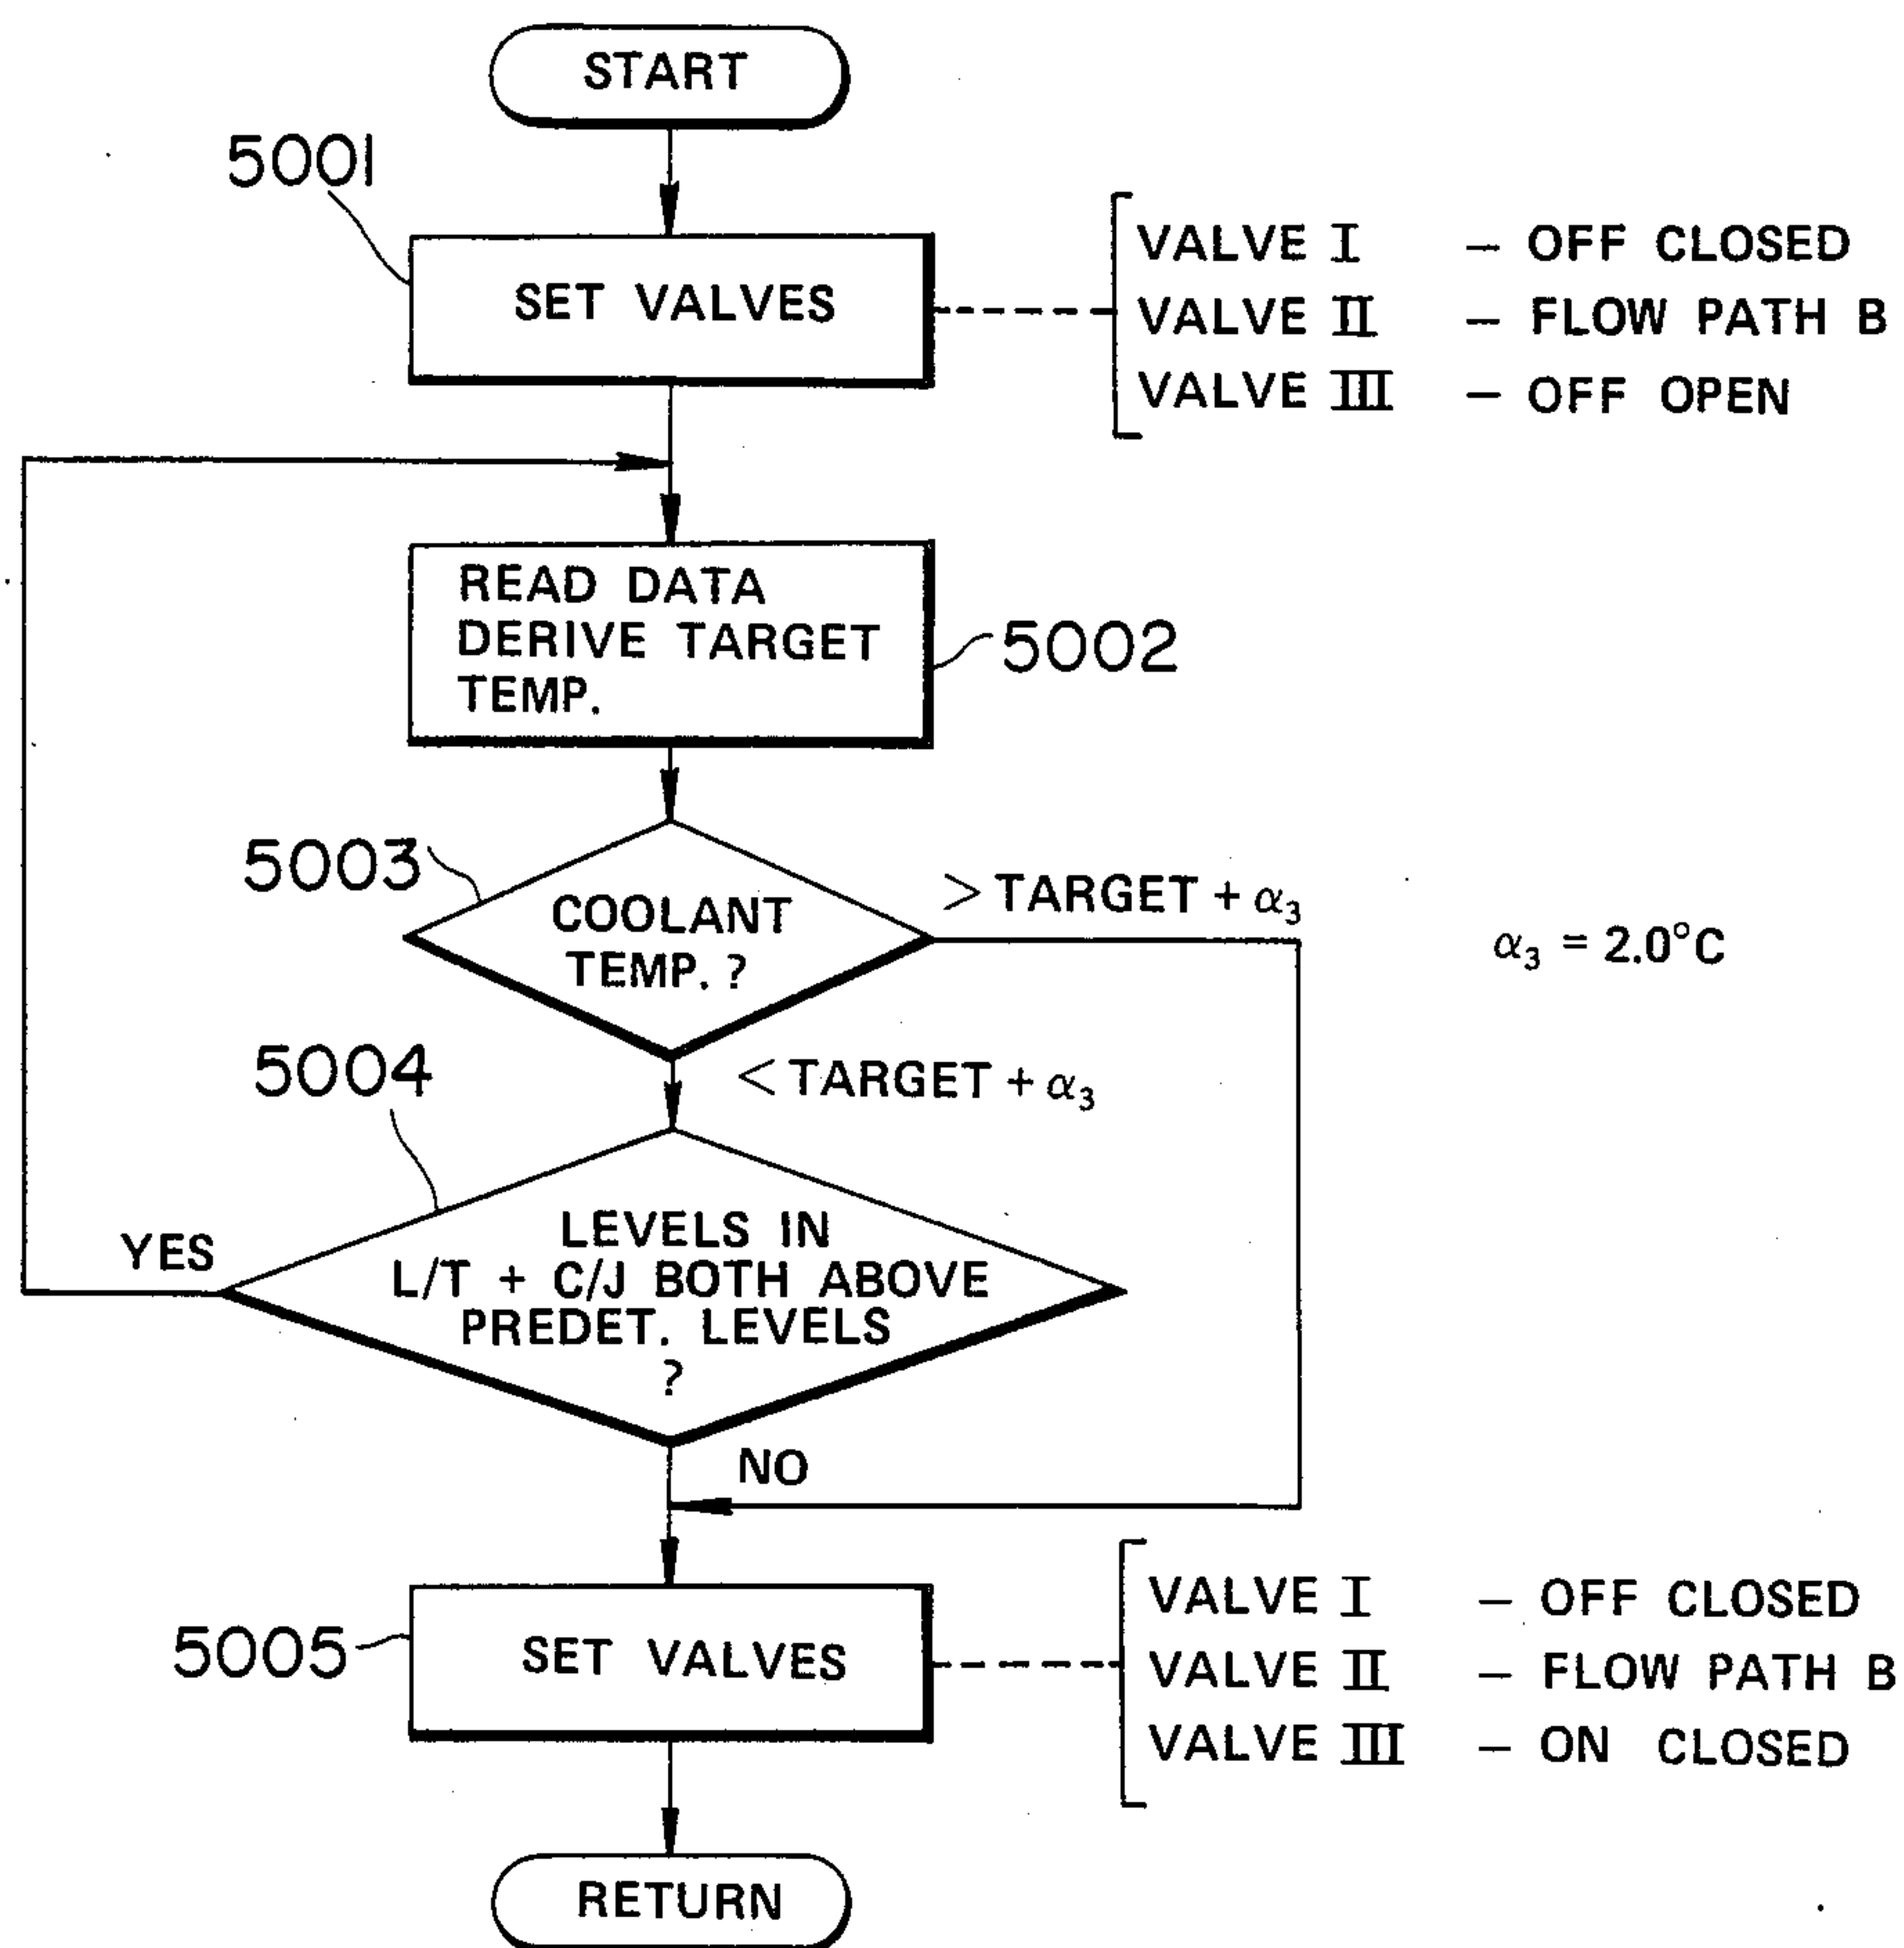 START
5001
SET VALVES
VALVE I — OFF CLOSED
VALVE II — FLOW PATH B
VALVE III — OFF OPEN
READ DATA
DERIVE TARGET
TEMP.
5002
5003
COOLANT
TEMP. ?
> TARGET + α₃
α₃ = 2.0°C
< TARGET + α₃
5004
LEVELS IN
L/T + C/J BOTH ABOVE
PREDET. LEVELS
?
YES
NO
5005
SET VALVES
VALVE I — OFF CLOSED
VALVE II — FLOW PATH B
VALVE III — ON CLOSED
RETURN